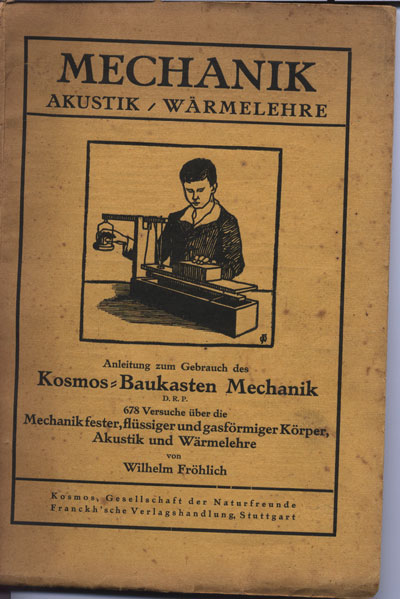 MECHANIK
AKUSTIK / WÄRMELEHRE
Anleitung zum Gebrauch des
Kosmos=Baukasten Mechanik
D. R. P.
678 Versuche über die
Mechanik fester, flüssiger und gasförmiger Körper,
Akustik und Wärmelehre
von
Wilhelm Fröhlich
Kosmos, Gesellschaft der Naturfreunde
Franckh'sche Verlagshandlung, Stuttgart